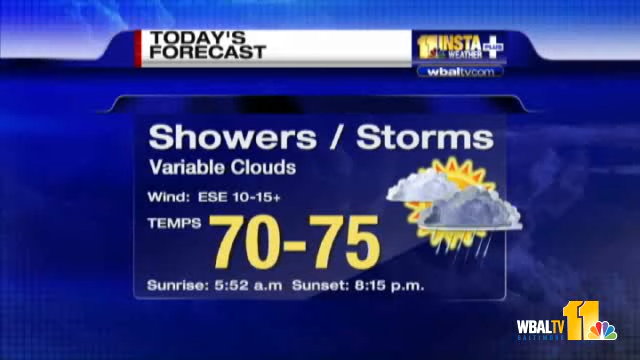 TODAY'S
FORECAST
11 INSTA
WEATHER PLUS
wbaltv.com
Showers / Storms
Variable Clouds
Wind: ESE 10-15+
TEMPS 70-75
Sunrise: 5:52 a.m Sunset: 8:15 p.m.
WBALTV 11
BALTIMORE